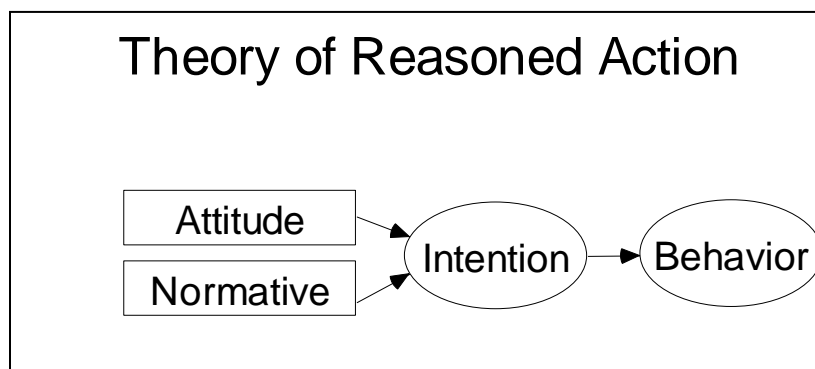 Theory of Reasoned Action
Attitude
Normative
Intention
Behavior